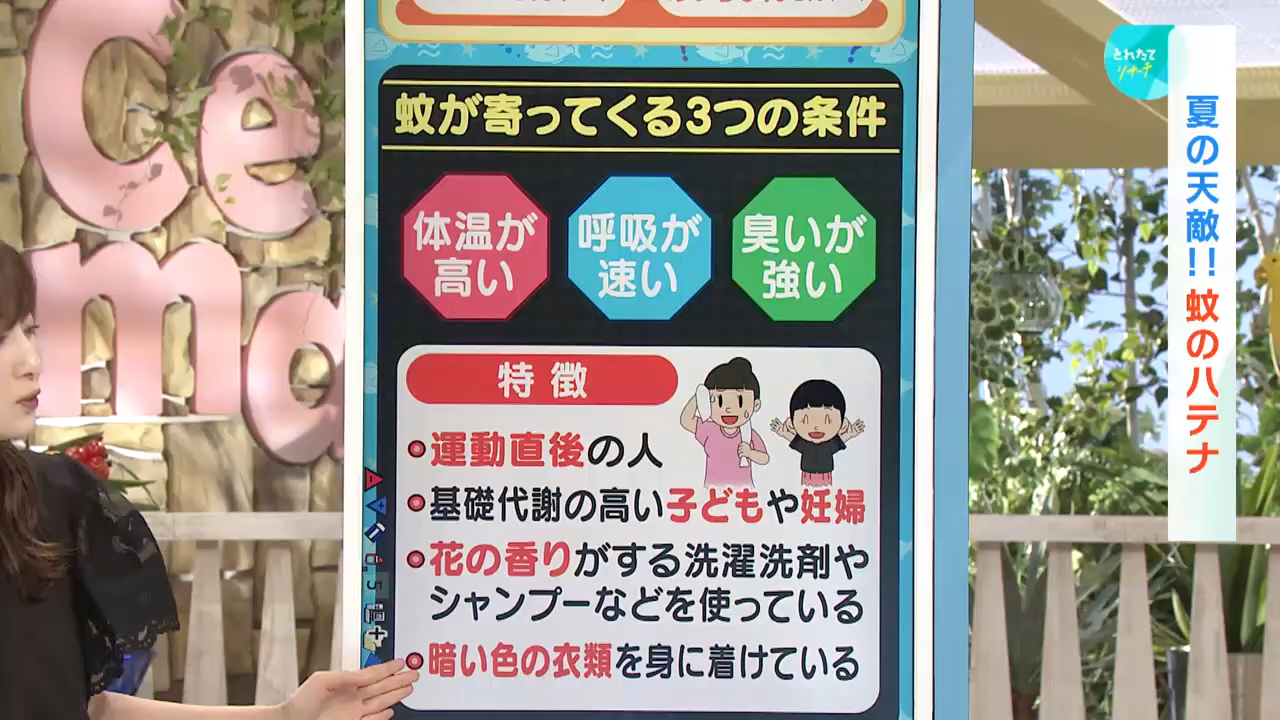 Ce
ma
蚊が寄ってくる3つの条件
体温が
高い
呼吸が
速い
臭いが
強い
特徴
運動直後の人
基礎代謝の高い子どもや妊婦
花の香りがする洗濯洗剤や
シャンプーなどを使っている
暗い色の衣類を身に着けている
とれたて
リサーチ
夏の天敵!! 蚊のハテナ